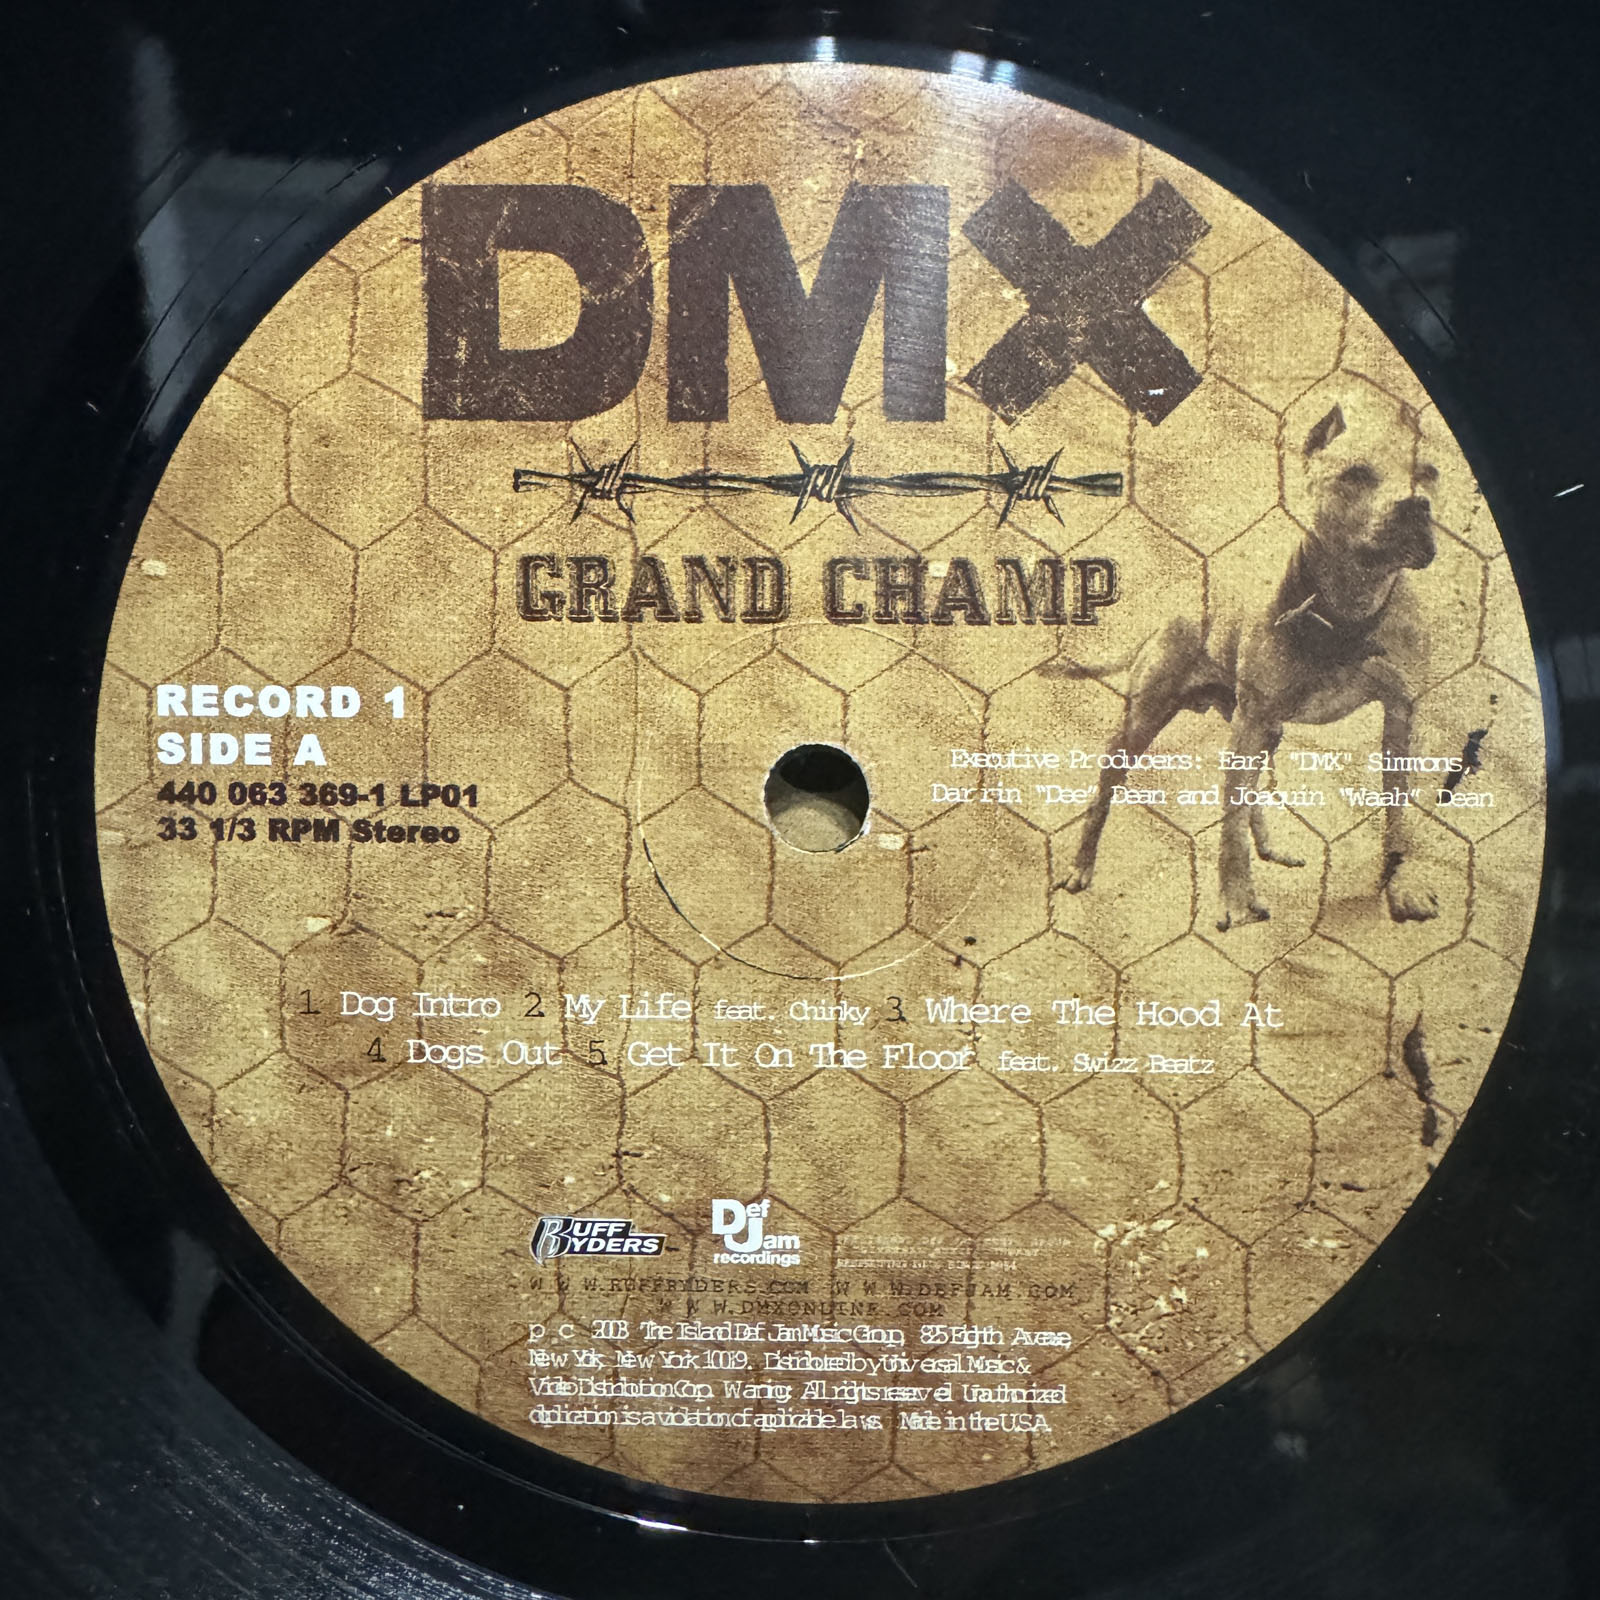 DMX
GRAND CHAMP
RECORD 1
SIDE A
440 063 369-1 LP01
33 1/3 RPM Stereo
Executive Producers: Earl "DMX" Simmons,
Darrin "Dee" Dean and Joaquin "Waah" Dean
1. Dog Intro 2. My Life feat. Chinky 3. Where The Hood At
4. Dogs Out 5. Get It On The Floor feat. Swizz Beatz
RUFF RYDERS
Def Jam recordings
WWW.RUFFRYDERS.COM WWW.DEFJAM.COM
WWW.DMXONLINE.COM
p c 2003 The Island Def Jam Music Group, 825 Eighth Avenue,
New York, New York 10019. Distributed by Universal Music &
Video Distribution Corp. Warning: All rights reserved. Unauthorized
duplication is a violation of applicable laws. Made in the U.S.A.